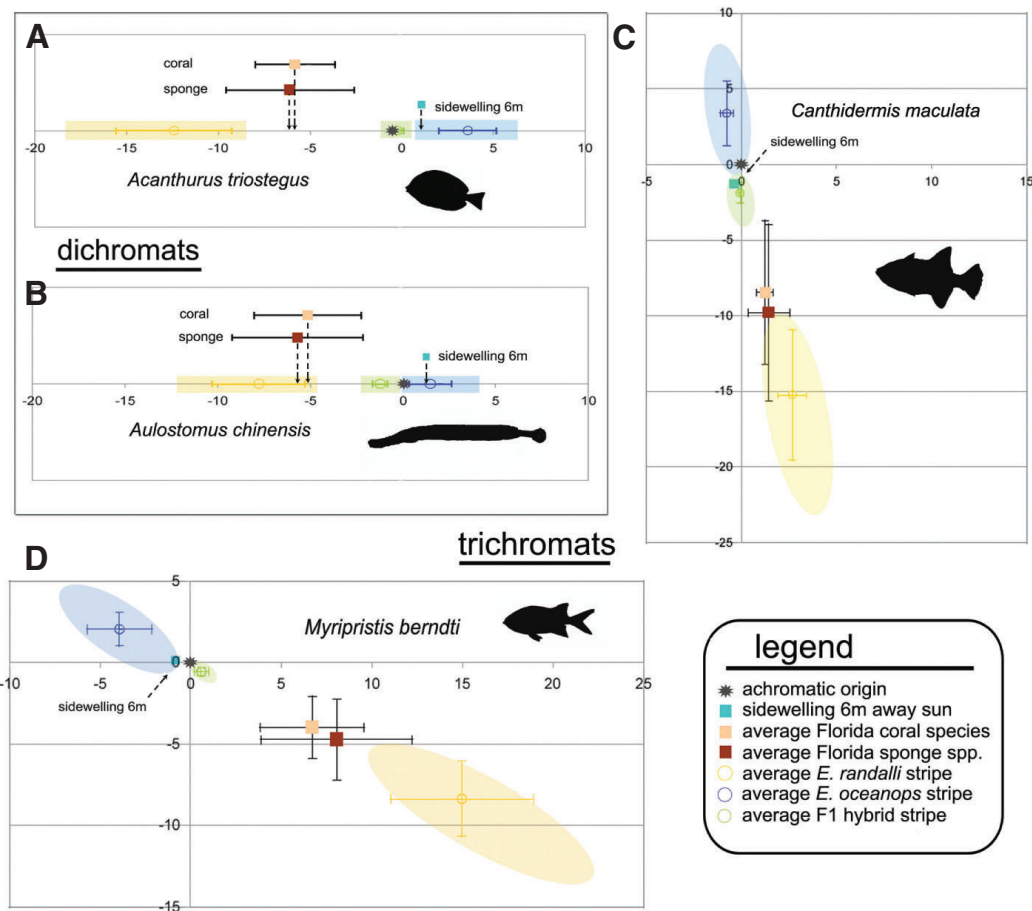 A
coral
sponge
sidewelling 6m
-20 -15 -10 -5 0 5 10
Acanthurus triostegus
dichromats
B
coral
sponge
sidewelling 6m
-20 -15 -10 -5 0 5 10
Aulostomus chinensis
C
10
5
Canthidermis maculata
sidewelling 6m
0
-5 0 5 10 15
-5
-10
-15
-20
-25
trichromats
D
5
Myripristis berndti
0
-10 -5 0 5 10 15 20 25
sidewelling 6m
-5
-10
-15
legend
achromatic origin
sidewelling 6m away sun
average Florida coral species
average Florida sponge spp.
average E. randalli stripe
average E. oceanops stripe
average F1 hybrid stripe